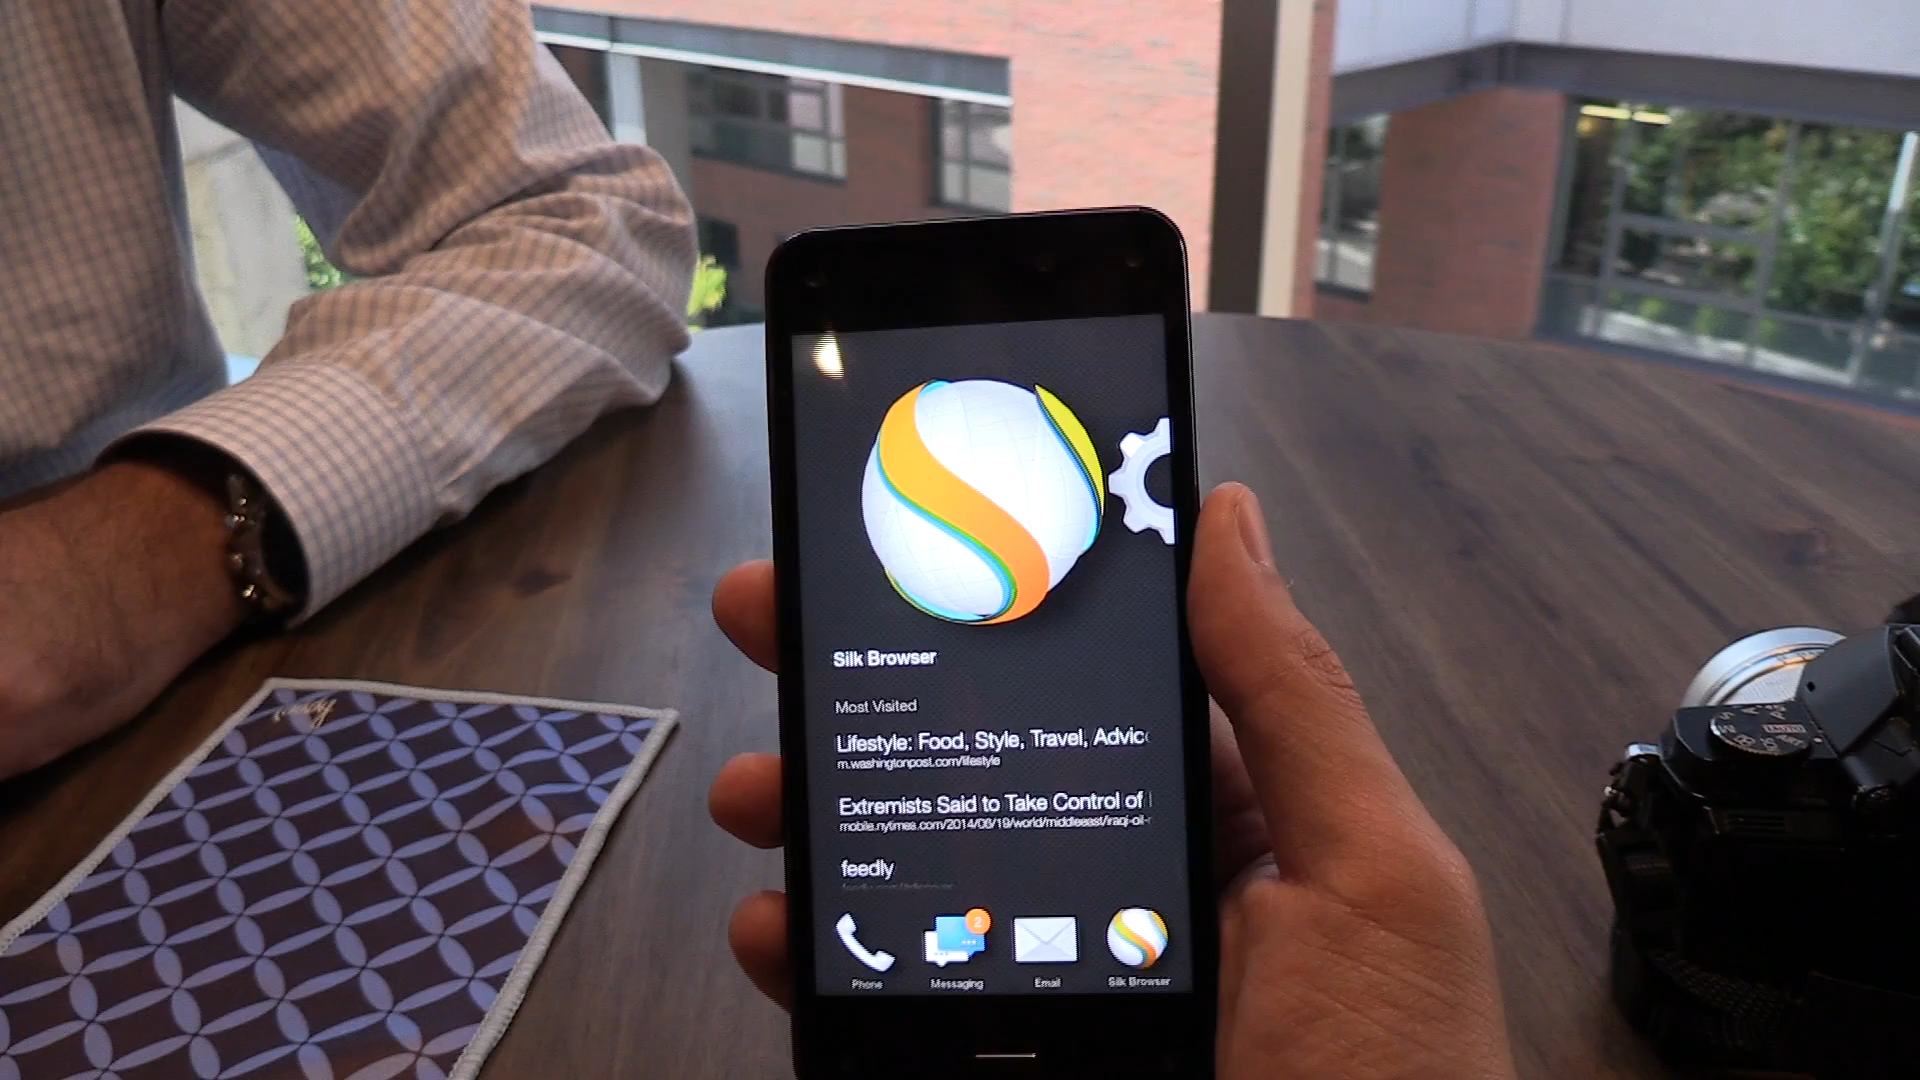 Silk Browser
Most Visited
Lifestyle: Food, Style, Travel, Advic
m.washingtonpost.com/lifestyle
Extremists Said to Take Control of
mobile.nytimes.com/2014/06/19/world/middleeast/iraqi-oil-
feedly
2
Phone
Messaging
Email
Silk Browser